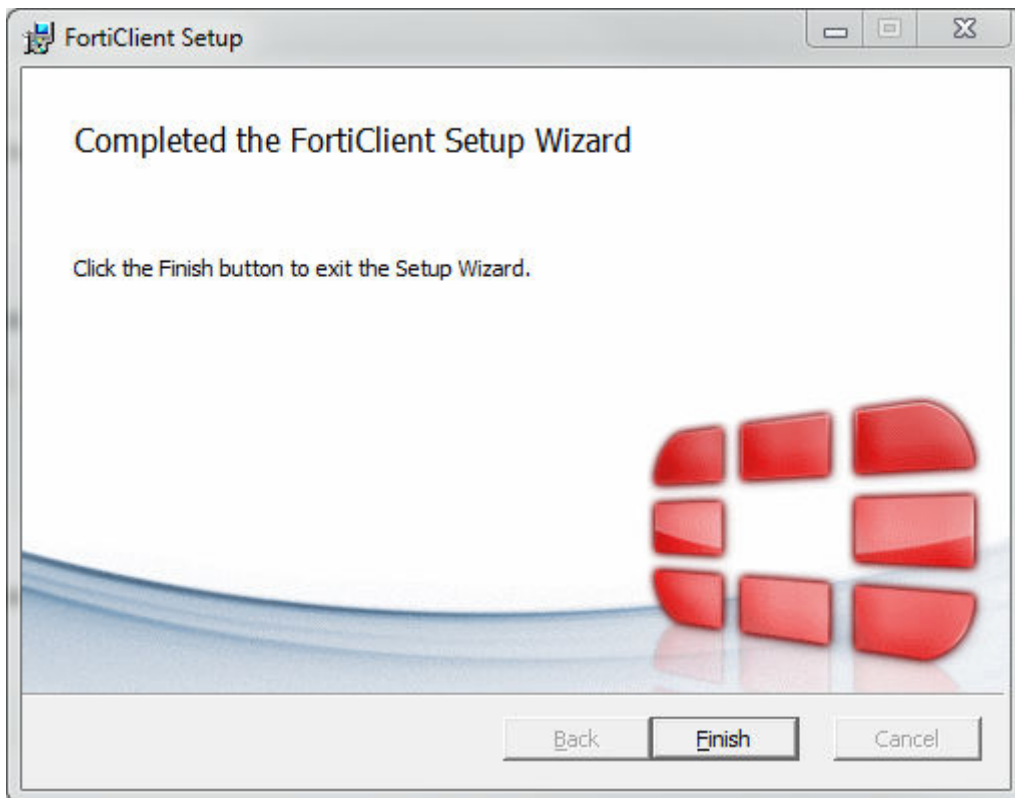 FortiClient Setup
Completed the FortiClient Setup Wizard
Click the Finish button to exit the Setup Wizard.
Back
Finish
Cancel